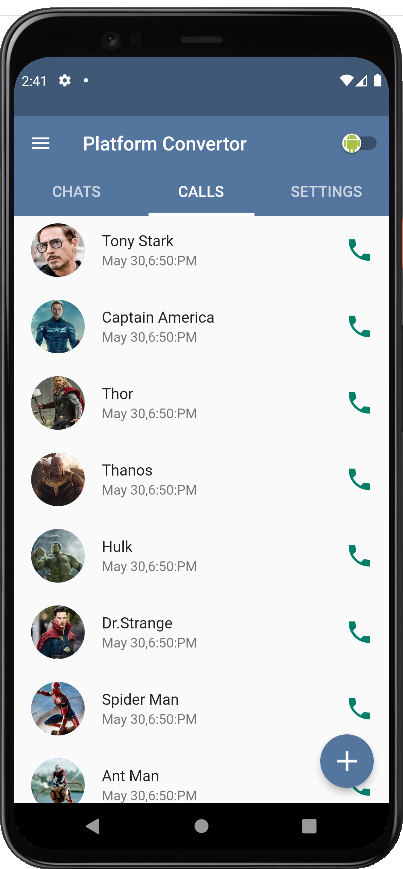 2:41
Platform Convertor
CHATS CALLS SETTINGS
Tony Stark
May 30,6:50:PM
Captain America
May 30,6:50:PM
Thor
May 30,6:50:PM
Thanos
May 30,6:50:PM
Hulk
May 30,6:50:PM
Dr.Strange
May 30,6:50:PM
Spider Man
May 30,6:50:PM
Ant Man
May 30,6:50:PM